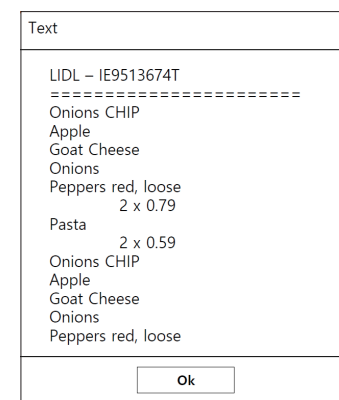 Text
LIDL – IE9513674T
=======================
Onions CHIP
Apple
Goat Cheese
Onions
Peppers red, loose
2 x 0.79
Pasta
2 x 0.59
Onions CHIP
Apple
Goat Cheese
Onions
Peppers red, loose
Ok